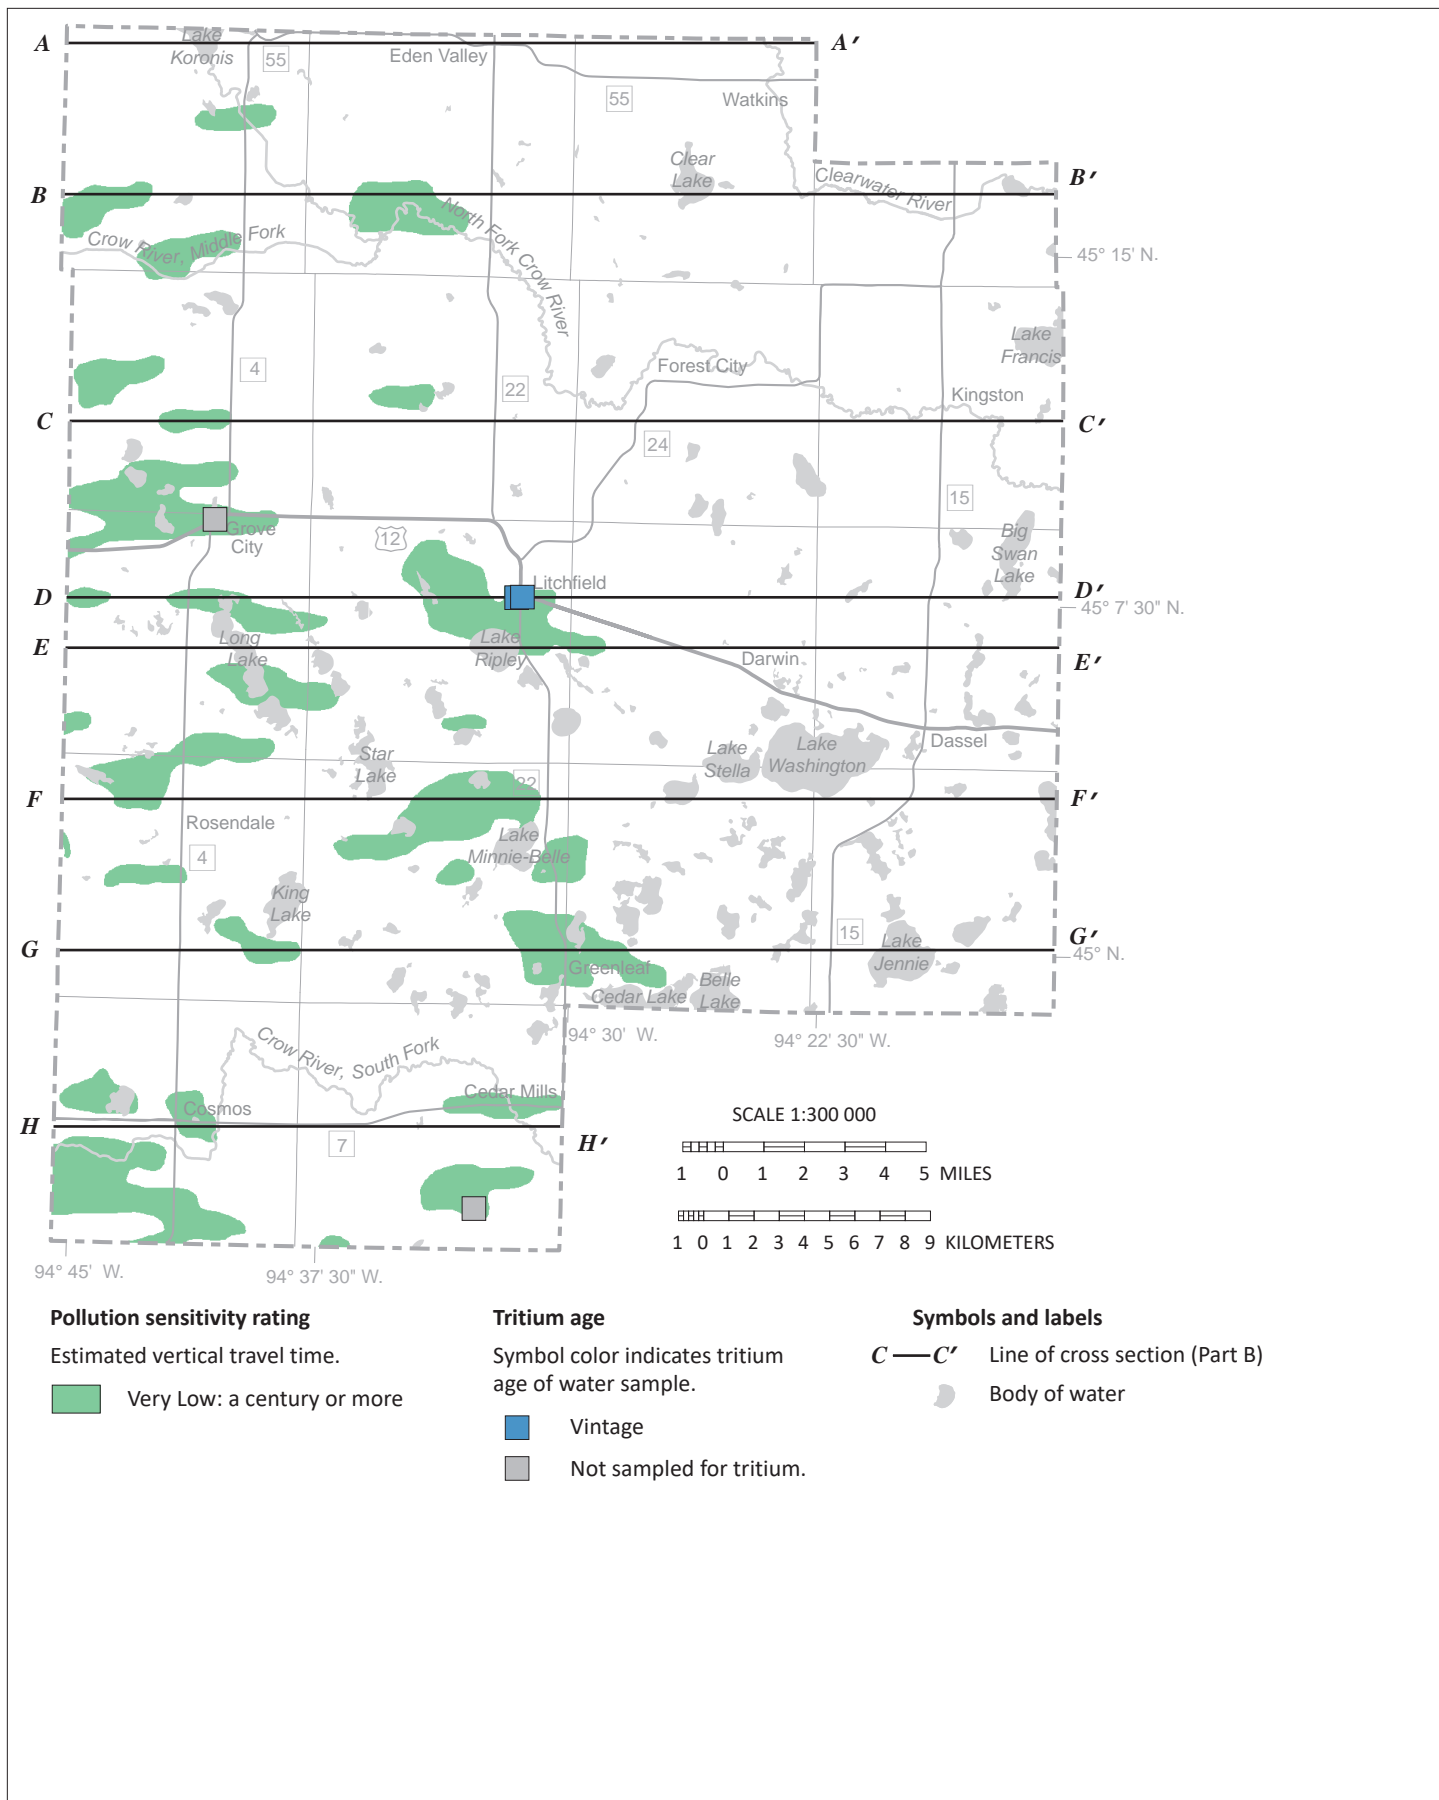 Lake
Koronis
A
A′
55
Eden Valley
55
Watkins
Clear
Lake
Clearwater River
B
B′
North Fork Crow River
Crow River, Middle Fork
45° 15' N.
Lake
Francis
4
22
Forest City
Kingston
C
C′
24
15
Grove
City
12
Big
Swan
Lake
Litchfield
D
D′
45° 7' 30" N.
Long
Lake
Lake
Ripley
E
E′
Darwin
Star
Lake
Lake
Stella
Lake
Washington
Dassel
22
F
F′
Rosendale
Lake
Minnie-Belle
4
King
Lake
15
Lake
Jennie
G
G′
45° N.
Greenleaf
Cedar Lake
Belle
Lake
94° 30' W.
94° 22' 30" W.
Crow River, South Fork
Cedar Mills
Cosmos
H
H′
7
SCALE 1:300 000
1 0 1 2 3 4 5 MILES
1 0 1 2 3 4 5 6 7 8 9 KILOMETERS
94° 45' W.
94° 37' 30" W.
Pollution sensitivity rating
Estimated vertical travel time.
Very Low: a century or more
Tritium age
Symbol color indicates tritium
age of water sample.
Vintage
Not sampled for tritium.
Symbols and labels
C — C′ Line of cross section (Part B)
Body of water